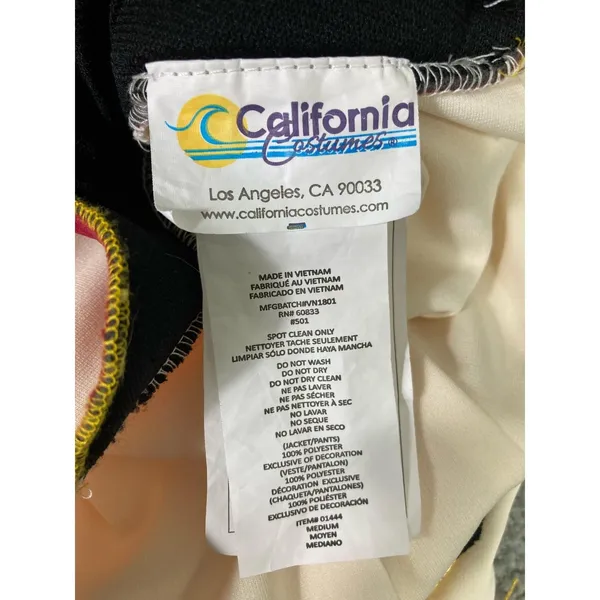 California
Costumes
Los Angeles, CA 90033
www.californiacostumes.com
MADE IN VIETNAM
FABRIQUÉ AU VIETNAM
FABRICADO EN VIETNAM
MFGBATCH#VN1801
RN# 60833
#501
SPOT CLEAN ONLY
NETTOYER TACHE SEULEMENT
LIMPIAR SÓLO DONDE HAYA MANCHA
DO NOT WASH
DO NOT DRY
DO NOT DRY CLEAN
NE PAS LAVER
NE PAS SÉCHER
NE PAS NETTOYER À SEC
NO LAVAR
NO SEQUE
NO LAVAR EN SECO
(JACKET/PANTS)
100% POLYESTER
EXCLUSIVE OF DECORATION
(VESTE/PANTALON)
100% POLYESTER
DÉCORATION EXCLUSIVE
(CHAQUETA/PANTALONES)
100% POLIÉSTER
EXCLUSIVO DE DECORACIÓN
ITEM# 01444
MEDIUM
MOYEN
MEDIANO